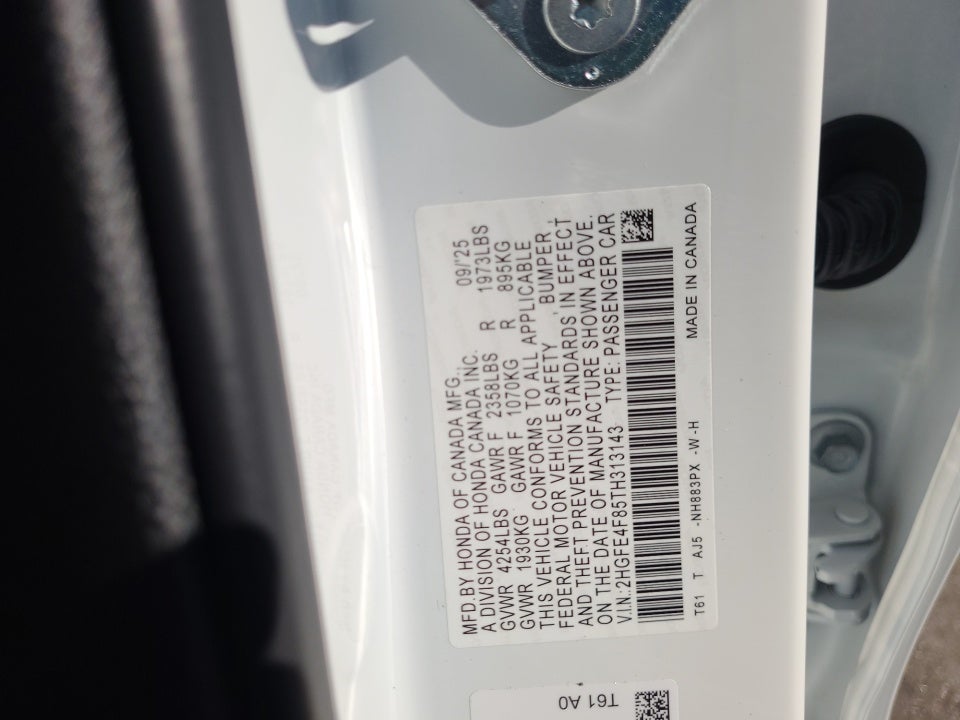 MFD.BY HONDA OF CANADA MFG.,
A DIVISION OF HONDA CANADA INC. 09/'25
GVWR 4254LBS GAWR F 2358LBS R 1973LBS
GVWR 1930KG GAWR F 1070KG R 895KG
THIS VEHICLE CONFORMS TO ALL APPLICABLE
FEDERAL MOTOR VEHICLE SAFETY ,BUMPER,
AND THEFT PREVENTION STANDARDS IN EFFECT
ON THE DATE OF MANUFACTURE SHOWN ABOVE.
V.I.N.:2HGFE4F85TH313143 TYPE: PASSENGER CAR
T61 T AJ5 -NH883PX -W-H MADE IN CANADA
T61 A0